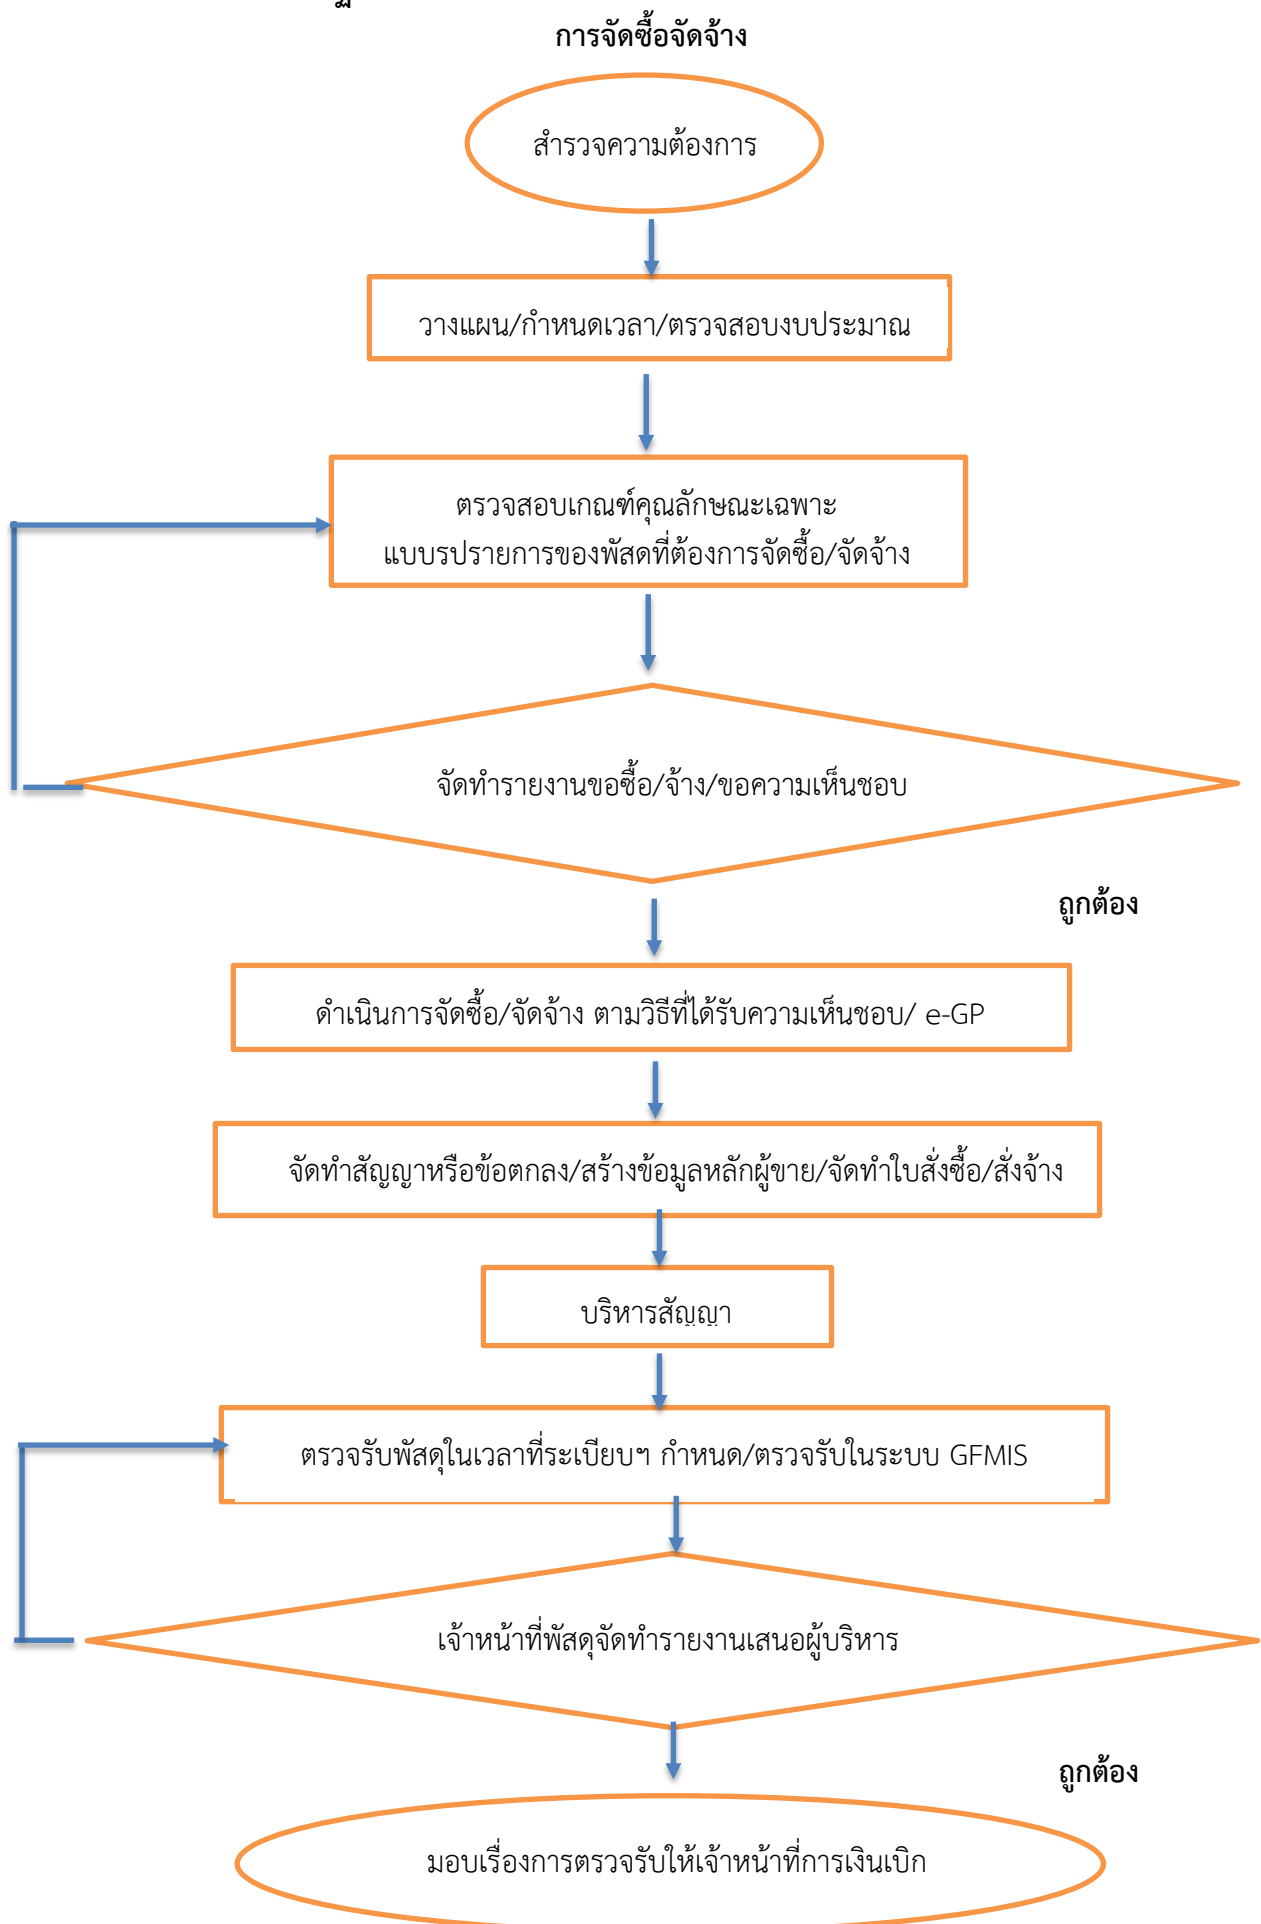 การจัดซื้อจัดจ้าง
สำรวจความต้องการ
วางแผน/กำหนดเวลา/ตรวจสอบงบประมาณ
ตรวจสอบเกณฑ์คุณลักษณะเฉพาะ
แบบรปรายการของพัสดที่ต้องการจัดซื้อ/จัดจ้าง
จัดทำรายงานขอซื้อ/จ้าง/ขอความเห็นชอบ
ถูกต้อง
ดำเนินการจัดซื้อ/จัดจ้าง ตามวิธีที่ได้รับความเห็นชอบ/ e-GP
จัดทำสัญญาหรือข้อตกลง/สร้างข้อมูลหลักผู้ขาย/จัดทำใบสั่งซื้อ/สั่งจ้าง
บริหารสัญญา
ตรวจรับพัสดุในเวลาที่ระเบียบฯ กำหนด/ตรวจรับในระบบ GFMIS
เจ้าหน้าที่พัสดุจัดทำรายงานเสนอผู้บริหาร
ถูกต้อง
มอบเรื่องการตรวจรับให้เจ้าหน้าที่การเงินเบิก